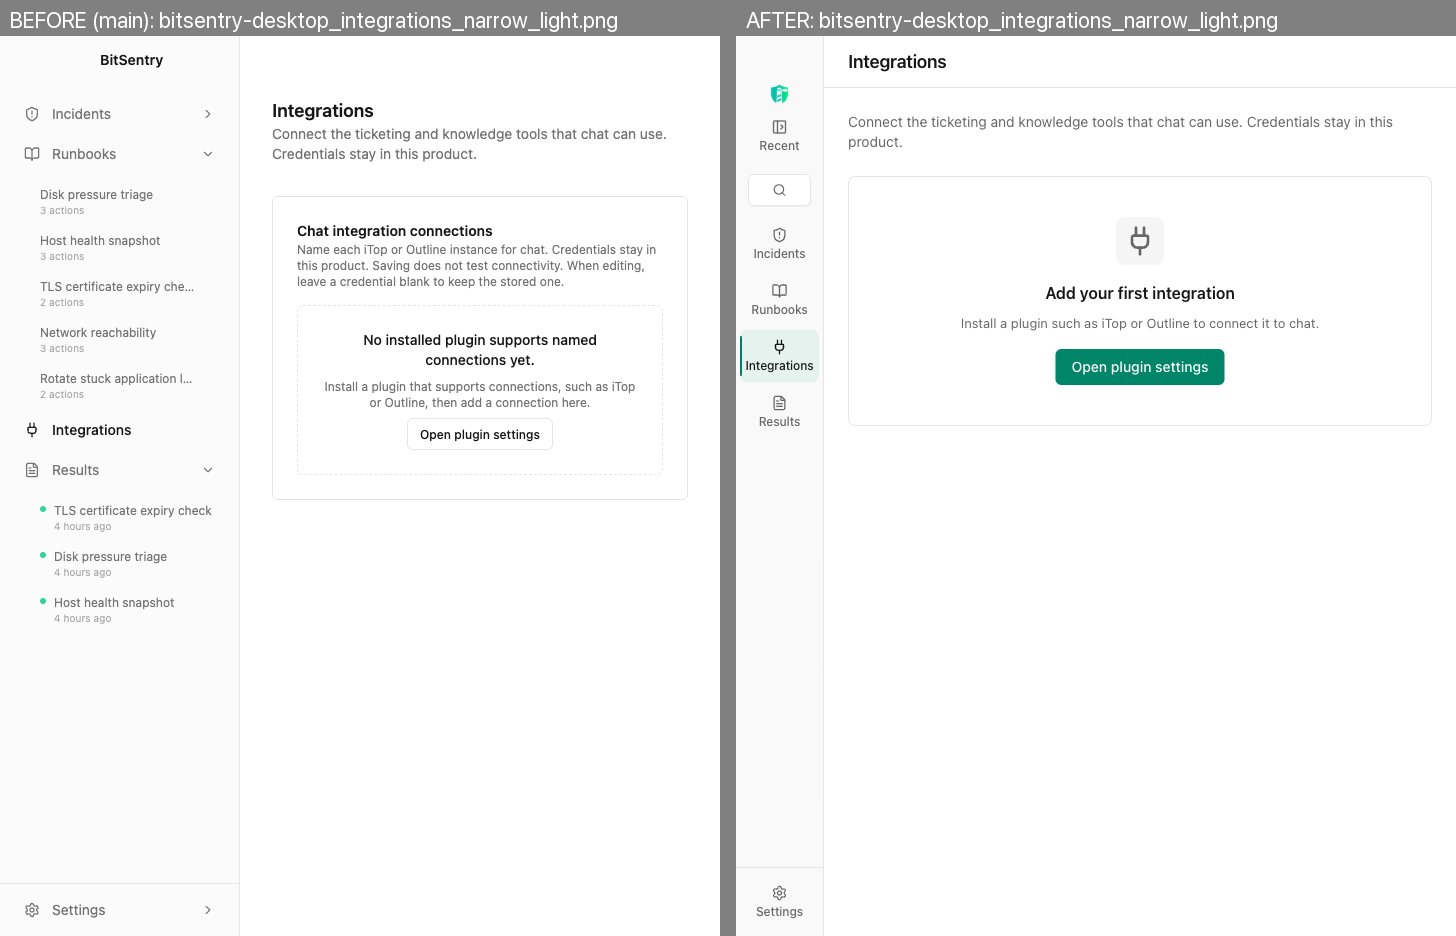 BEFORE (main): bitsentry-desktop_integrations_narrow_light.png
BitSentry
Incidents
Runbooks
Disk pressure triage
3 actions
Host health snapshot
3 actions
TLS certificate expiry che...
2 actions
Network reachability
3 actions
Rotate stuck application l...
2 actions
Integrations
Results
TLS certificate expiry check
4 hours ago
Disk pressure triage
4 hours ago
Host health snapshot
4 hours ago
Settings
Integrations
Connect the ticketing and knowledge tools that chat can use.
Credentials stay in this product.
Chat integration connections
Name each iTop or Outline instance for chat. Credentials stay in
this product. Saving does not test connectivity. When editing,
leave a credential blank to keep the stored one.
No installed plugin supports named
connections yet.
Install a plugin that supports connections, such as iTop
or Outline, then add a connection here.
Open plugin settings
AFTER: bitsentry-desktop_integrations_narrow_light.png
Recent
Incidents
Runbooks
Integrations
Results
Settings
Integrations
Connect the ticketing and knowledge tools that chat can use. Credentials stay in this
product.
Add your first integration
Install a plugin such as iTop or Outline to connect it to chat.
Open plugin settings